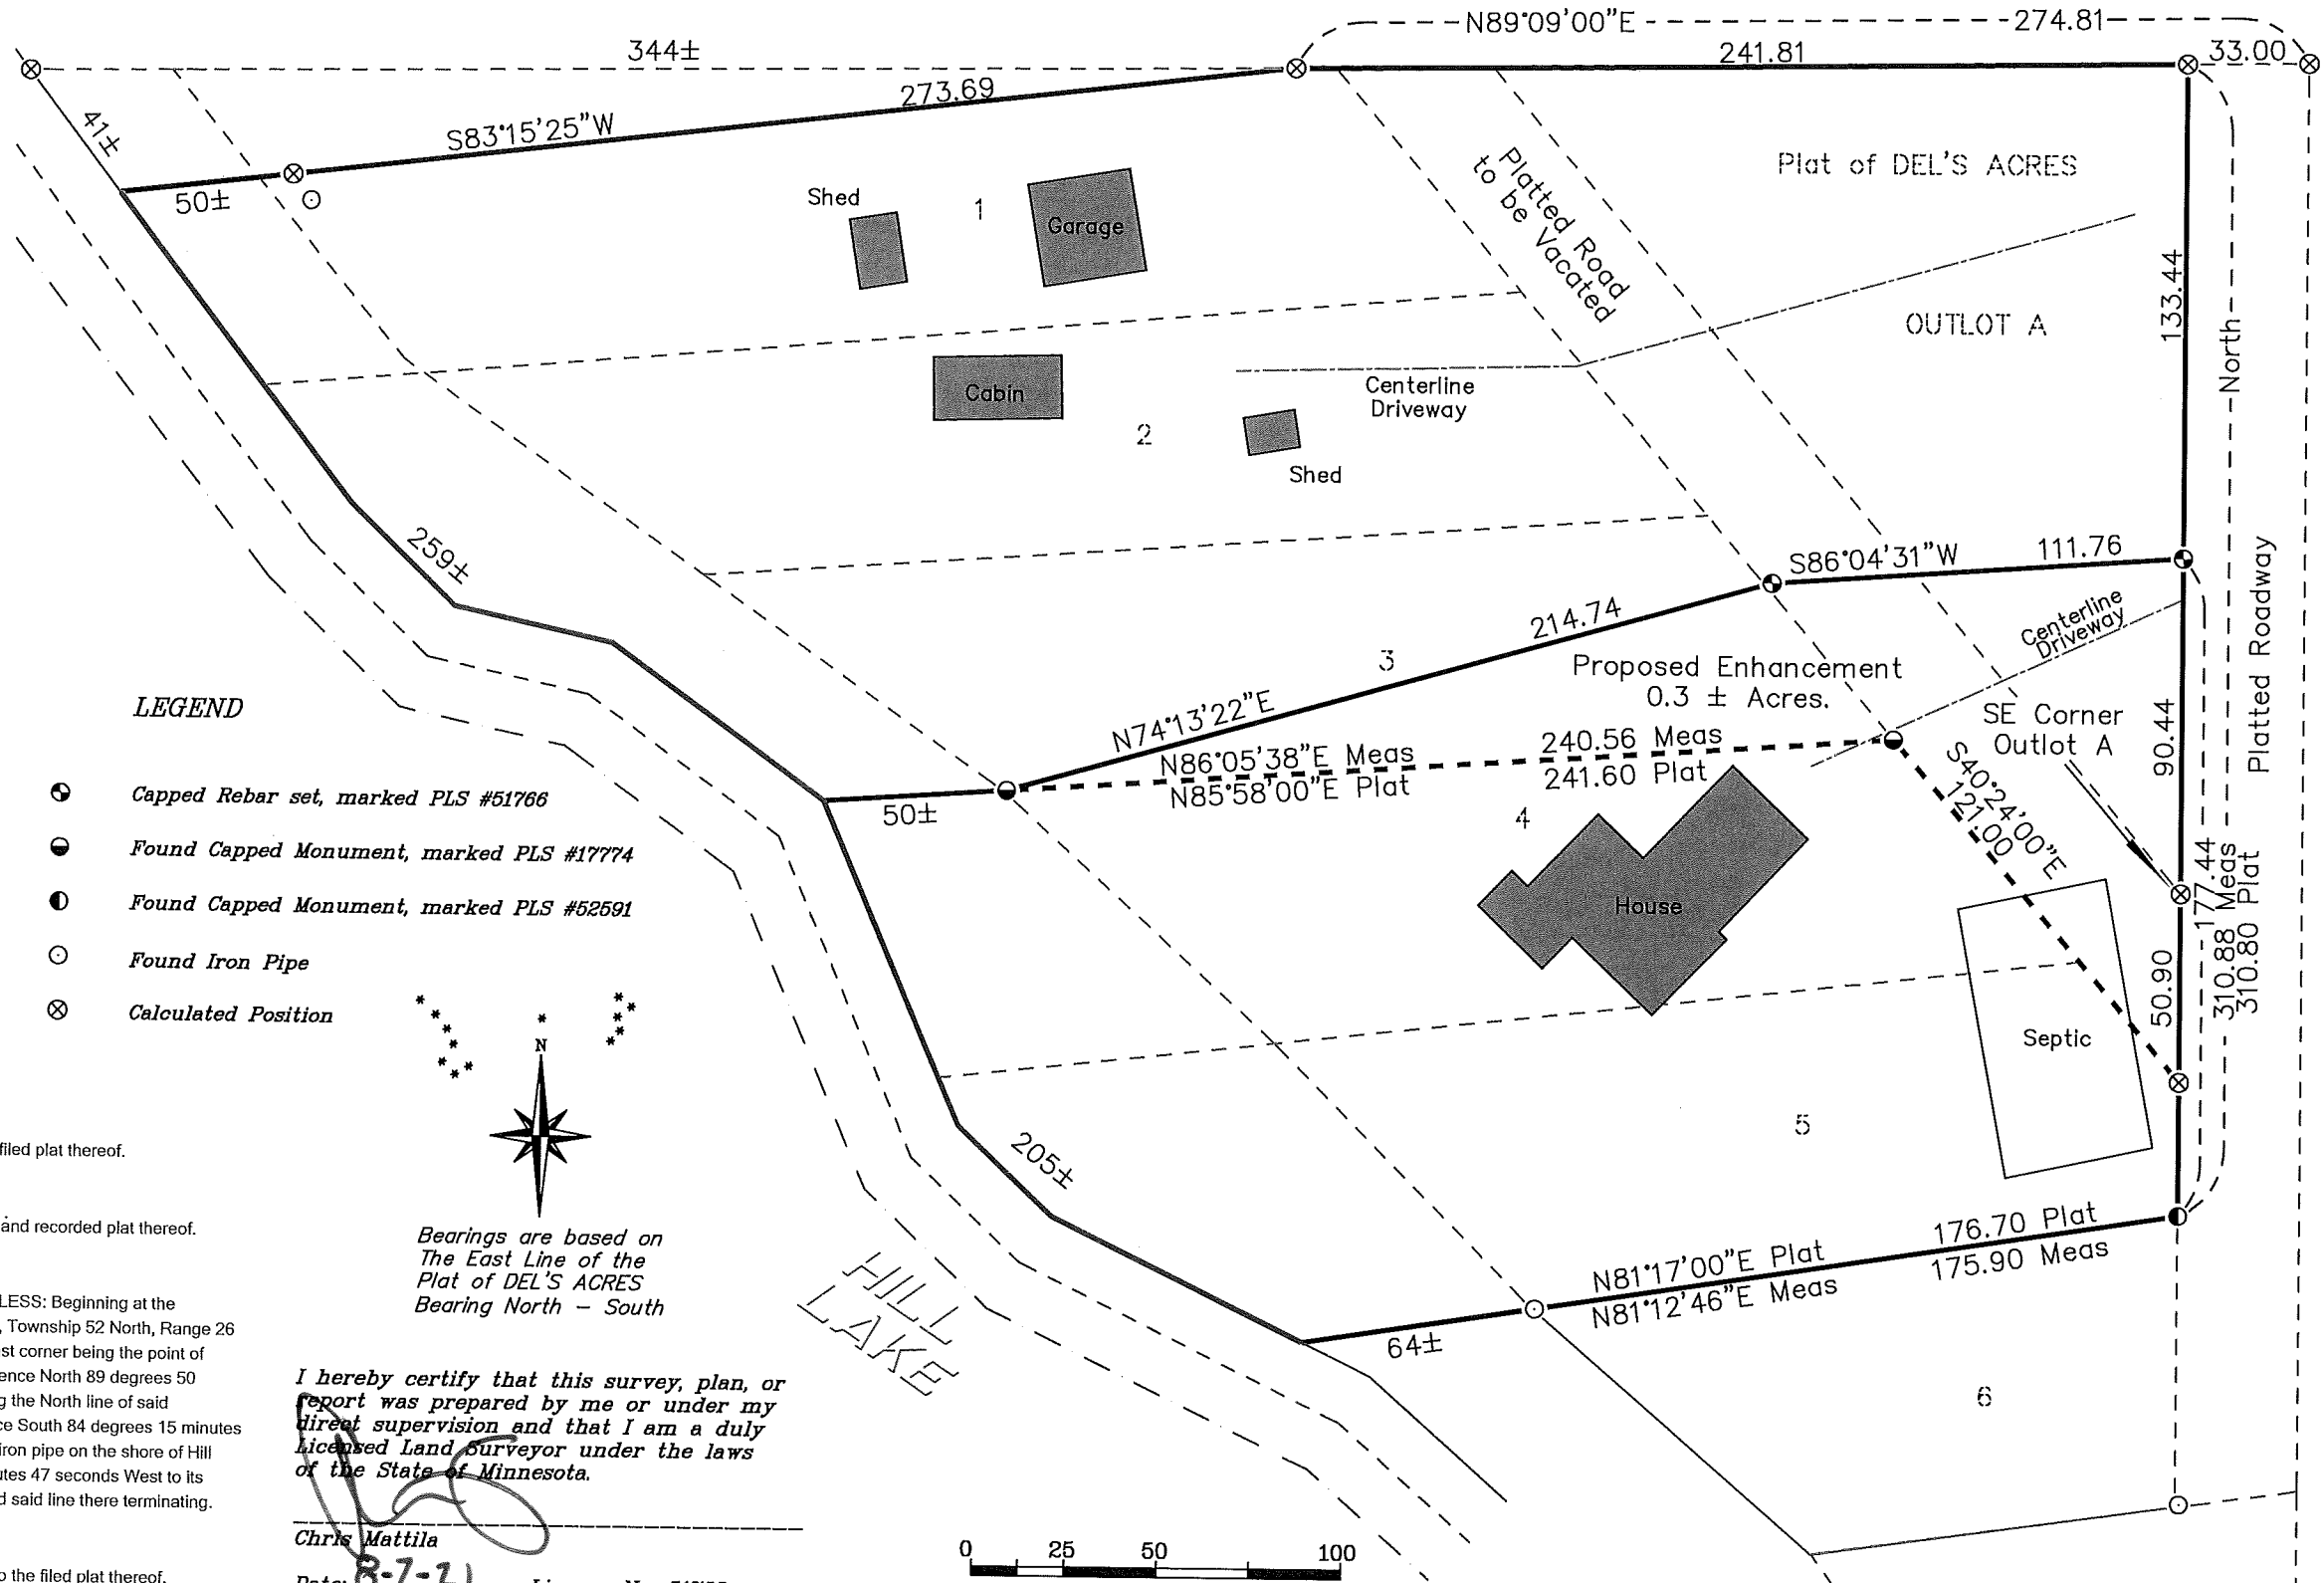 N89°09'00"E
274.81
344±
241.81
33.00
41±
S83°15'25"W
273.69
50±
Shed
1
Garage
Platted Road
to be Vacated
Plat of DEL'S ACRES
OUTLOT A
133.44
North
Cabin
Centerline
Driveway
2
Shed
259±
S86°04'31"W
111.76
Centerline
Driveway
Platted Roadway
214.74
3
Proposed Enhancement
0.3 ± Acres.
N74°13'22"E
N86°05'38"E Meas
240.56 Meas
N85°58'00"E Plat
241.60 Plat
50±
SE Corner
Outlot A
90.44
S40°24'00"E
121.00
4
House
177.44
310.88 Meas
310.80 Plat
50.90
Septic
5
205±
176.70 Plat
N81°17'00"E Plat
175.90 Meas
N81°12'46"E Meas
64±
6
HILL
LAKE
LEGEND
Capped Rebar set, marked PLS #51766
Found Capped Monument, marked PLS #17774
Found Capped Monument, marked PLS #52591
Found Iron Pipe
Calculated Position
N
Bearings are based on
The East Line of the
Plat of DEL'S ACRES
Bearing North - South
filed plat thereof.
and recorded plat thereof.
LESS: Beginning at the
, Township 52 North, Range 26
st corner being the point of
ence North 89 degrees 50
g the North line of said
ce South 84 degrees 15 minutes
iron pipe on the shore of Hill
utes 47 seconds West to its
d said line there terminating.
o the filed plat thereof.
I hereby certify that this survey, plan, or
report was prepared by me or under my
direct supervision and that I am a duly
Licensed Land Surveyor under the laws
of the State of Minnesota.
Chris Mattila
Date: 8-7-21
0 25 50 100